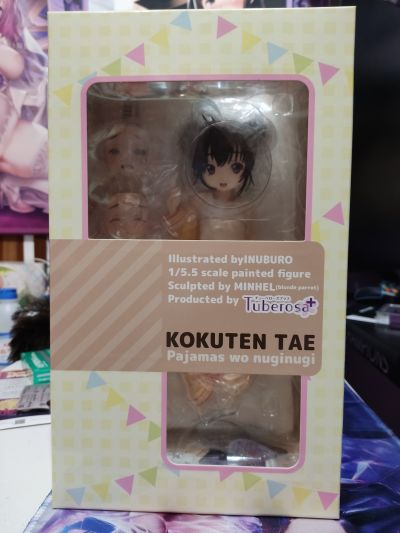 Illustrated byINUBURO
1/5.5 scale painted figure
Sculpted by MINHEL(blonde parrot)
Producted by Tuberosa+
KOKUTEN TAE
Pajamas wo nuginugi